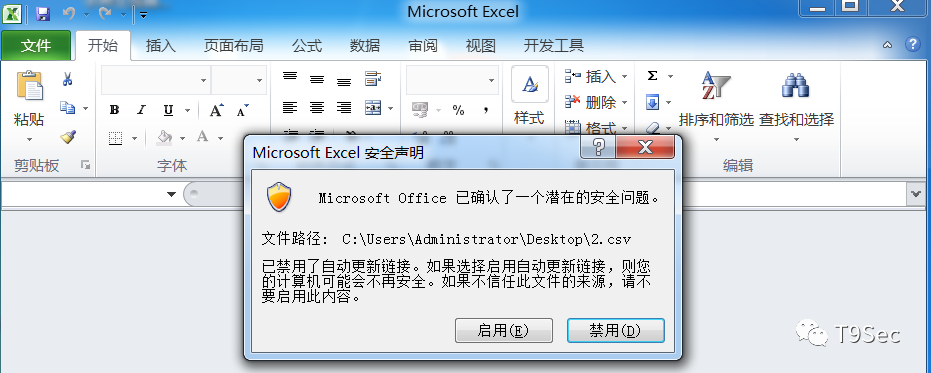 Microsoft Excel
文件 开始 插入 页面布局 公式 数据 审阅 视图 开发工具
粘贴
B I U A A
A
% ,
样式
插入
删除
格式
Σ
排序和筛选 查找和选择
剪贴板 字体 编辑
Microsoft Excel 安全声明
Microsoft Office 已确认了一个潜在的安全问题。
文件路径: C:\Users\Administrator\Desktop\2.csv
已禁用了自动更新链接。如果选择启用自动更新链接，则您
的计算机可能会不再安全。如果不信任此文件的来源，请不
要启用此内容。
启用(E) 禁用(D)
T9Sec